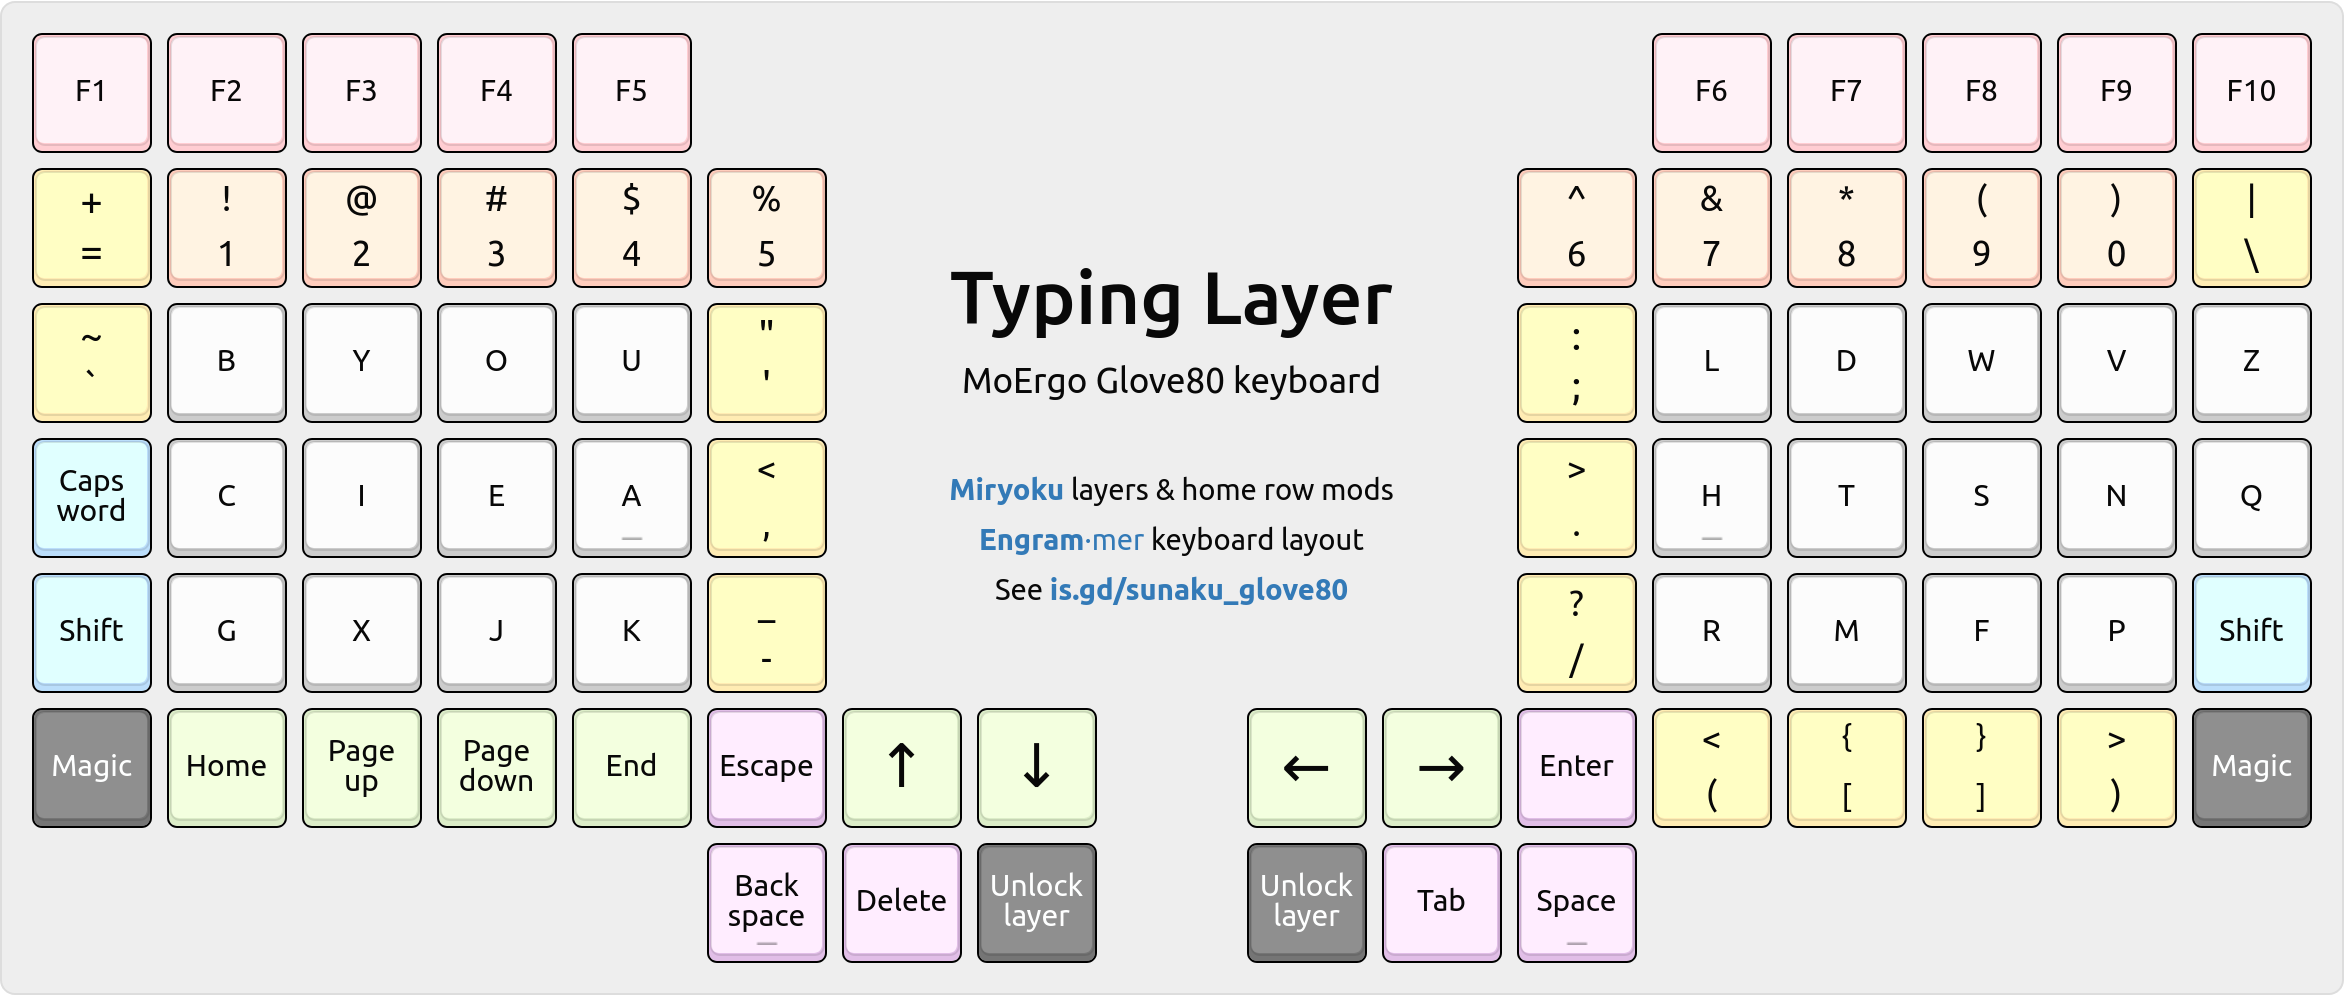 F1 F2 F3 F4 F5 F6 F7 F8 F9 F10
+ ! @ # $ % ^ & * ( ) |
= 1 2 3 4 5 6 7 8 9 0 \
~ " :
` B Y O U ' ; L D W V Z
Typing Layer
MoErgo Glove80 keyboard
Caps word C I E A _ < , > . H _ T S N Q
Miryoku layers & home row mods
Engram·mer keyboard layout
See is.gd/sunaku_glove80
Shift G X J K _ - ? / R M F P Shift
Magic Home Page up Page down End Escape ↑ ↓ ← → Enter < ( { [ } ] > ) Magic
Back space _ Delete Unlock layer Unlock layer Tab Space _